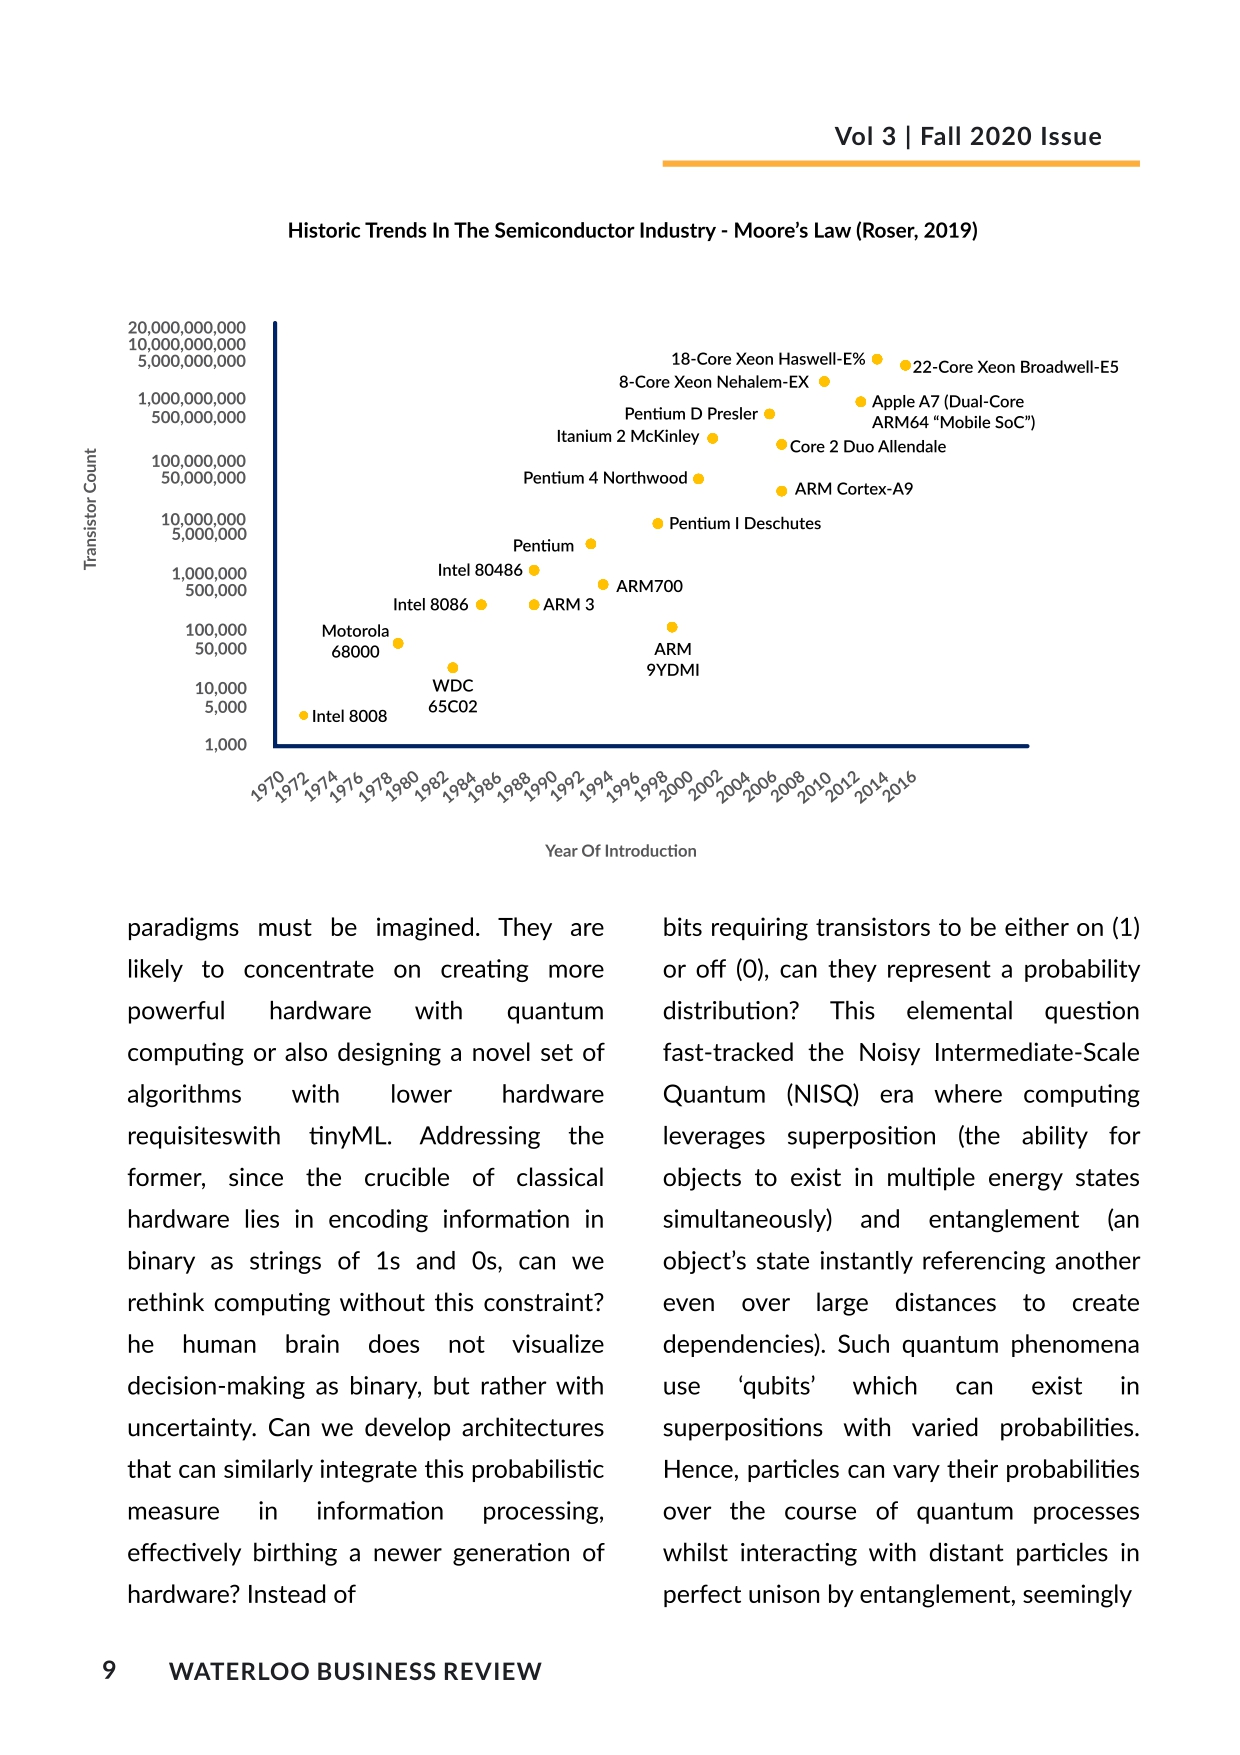 Vol 3 | Fall 2020 Issue
Historic Trends In The Semiconductor Industry - Moore’s Law (Roser, 2019)
Transistor Count
20,000,000,000
10,000,000,000
5,000,000,000
1,000,000,000
500,000,000
100,000,000
50,000,000
10,000,000
5,000,000
1,000,000
500,000
100,000
50,000
10,000
5,000
1,000
18-Core Xeon Haswell-E%
22-Core Xeon Broadwell-E5
8-Core Xeon Nehalem-EX
Apple A7 (Dual-Core
ARM64 “Mobile SoC”)
Pentium D Presler
Itanium 2 McKinley
Core 2 Duo Allendale
Pentium 4 Northwood
ARM Cortex-A9
Pentium I Deschutes
Pentium
Intel 80486
ARM700
Intel 8086
ARM 3
Motorola
68000
ARM
9YDMI
WDC
65C02
Intel 8008
1970
1972
1974
1976
1978
1980
1982
1984
1986
1988
1990
1992
1994
1996
1998
2000
2002
2004
2006
2008
2010
2012
2014
2016
Year Of Introduction
paradigms must be imagined. They are
likely to concentrate on creating more
powerful hardware with quantum
computing or also designing a novel set of
algorithms with lower hardware
requisiteswith tinyML. Addressing the
former, since the crucible of classical
hardware lies in encoding information in
binary as strings of 1s and 0s, can we
rethink computing without this constraint?
he human brain does not visualize
decision-making as binary, but rather with
uncertainty. Can we develop architectures
that can similarly integrate this probabilistic
measure in information processing,
effectively birthing a newer generation of
hardware? Instead of
bits requiring transistors to be either on (1)
or off (0), can they represent a probability
distribution? This elemental question
fast-tracked the Noisy Intermediate-Scale
Quantum (NISQ) era where computing
leverages superposition (the ability for
objects to exist in multiple energy states
simultaneously) and entanglement (an
object’s state instantly referencing another
even over large distances to create
dependencies). Such quantum phenomena
use ‘qubits’ which can exist in
superpositions with varied probabilities.
Hence, particles can vary their probabilities
over the course of quantum processes
whilst interacting with distant particles in
perfect unison by entanglement, seemingly
9 WATERLOO BUSINESS REVIEW